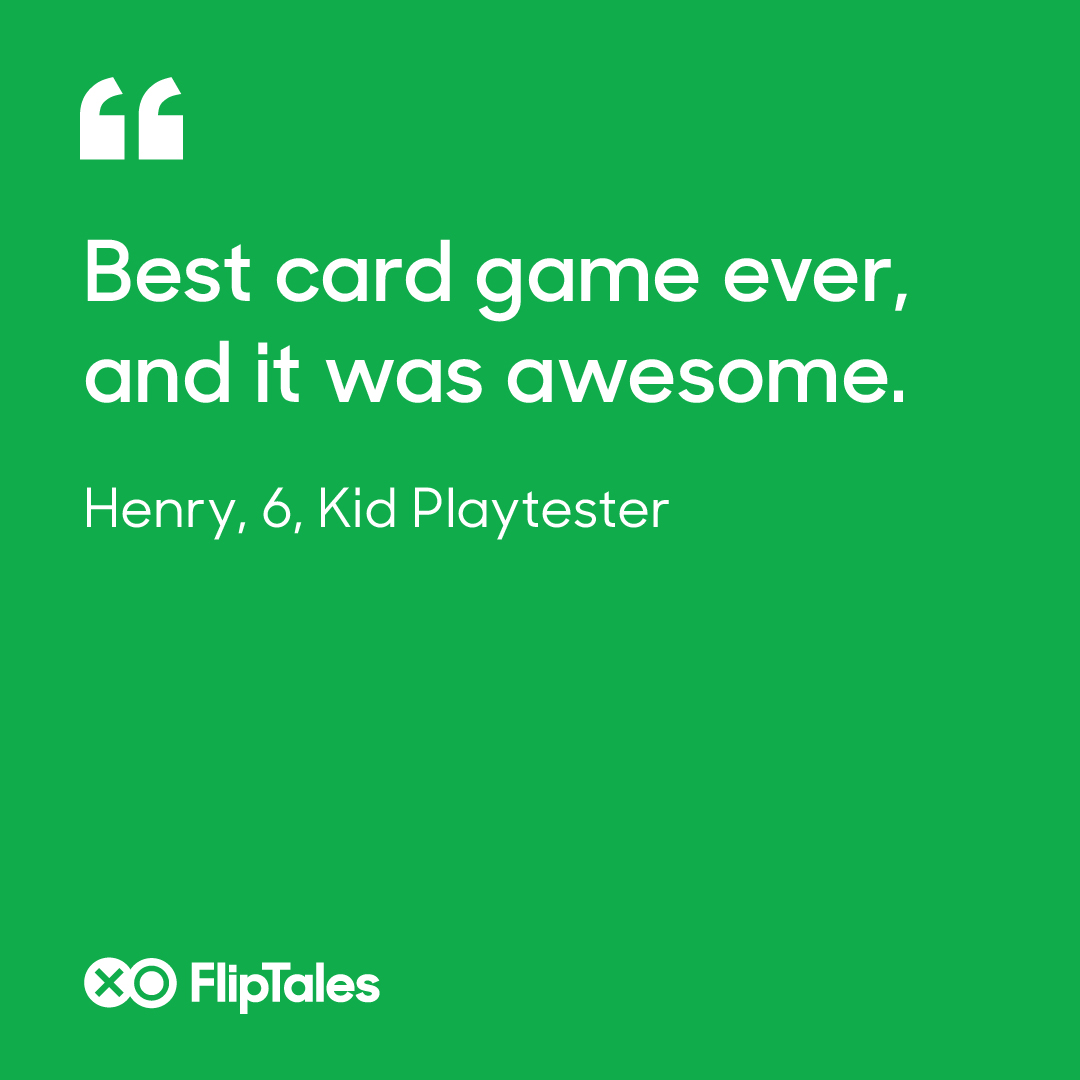 “
Best card game ever,
and it was awesome.
Henry, 6, Kid Playtester
FlipTales